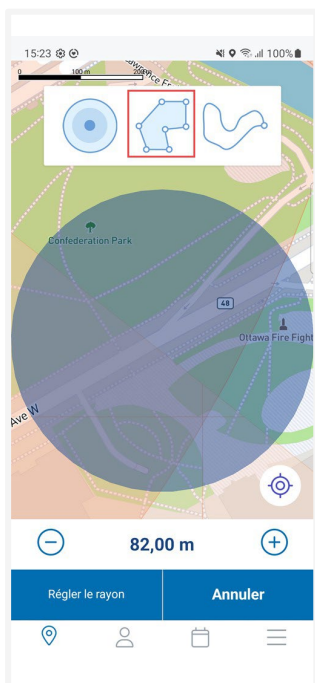 15:23
100%
0 100 m 200 m
Confederation Park
48
Ottawa Fire Fight
Ave W
82,00 m
Régler le rayon
Annuler